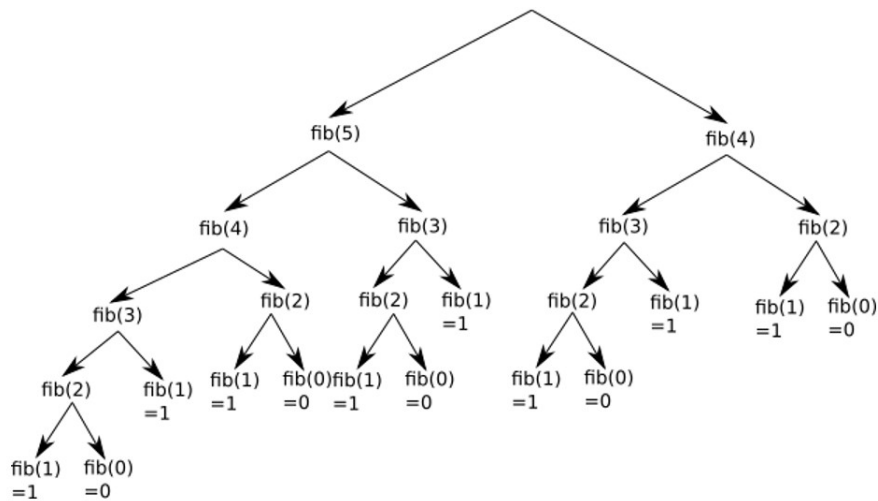 fib(5)
fib(4)
fib(4)
fib(3)
fib(3)
fib(2)
fib(3)
fib(2)
fib(2)
fib(1)
=1
fib(2)
fib(1)
=1
fib(1)
=1
fib(0)
=0
fib(2)
fib(1)
=1
fib(1)
=1
fib(0)
=0
fib(1)
=1
fib(0)
=0
fib(1)
=1
fib(0)
=0
fib(1)
=1
fib(0)
=0